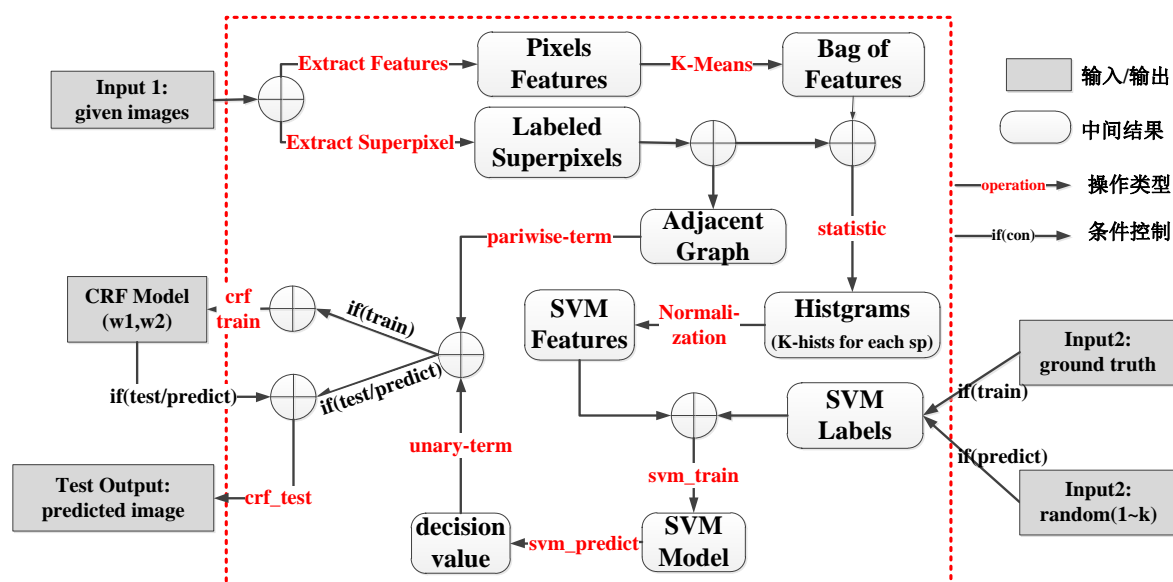 Input 1:
given images
Extract Features
Pixels
Features
K-Means
Bag of
Features
Extract Superpixel
Labeled
Superpixels
Adjacent
Graph
pariwise-term
statistic
CRF Model
(w1,w2)
crf
train
if(train)
if(test/predict)
if(test/predict)
SVM
Features
Normali-
zation
Histgrams
(K-hists for each sp)
SVM
Labels
if(train)
if(predict)
Input2:
ground truth
Input2:
random(1~k)
unary-term
svm_train
Test Output:
predicted image
crf_test
decision
value
svm_predict
SVM
Model
输入/输出
中间结果
operation
操作类型
if(con)
条件控制